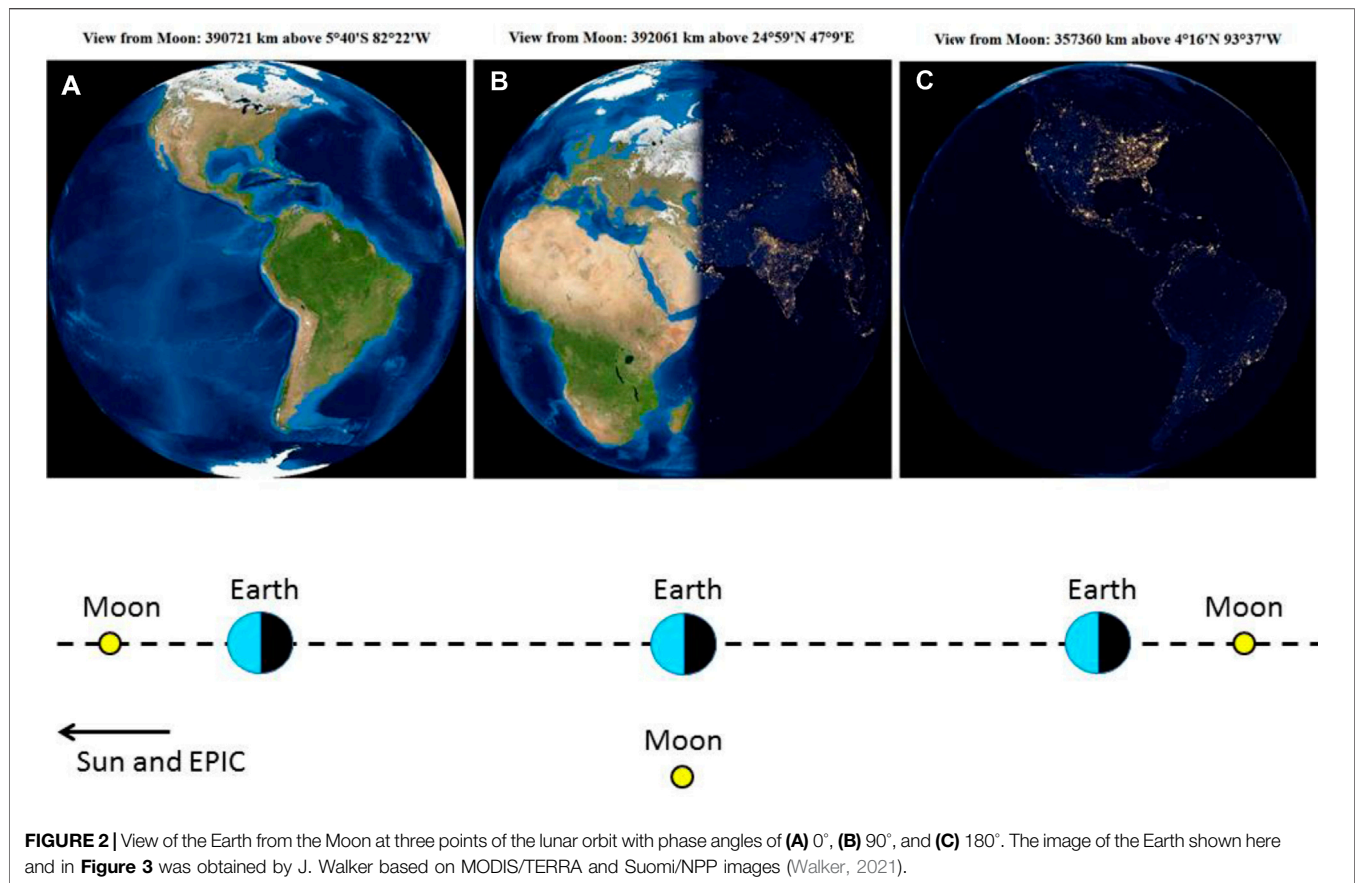 View from Moon: 390721 km above 5°40'S 82°22'W
View from Moon: 392061 km above 24°59'N 47°9'E
View from Moon: 357360 km above 4°16'N 93°37'W
A
B
C
Earth
Earth
Earth
Moon
Moon
Sun and EPIC
Moon
FIGURE 2 | View of the Earth from the Moon at three points of the lunar orbit with phase angles of (A) 0°, (B) 90°, and (C) 180°. The image of the Earth shown here
and in Figure 3 was obtained by J. Walker based on MODIS/TERRA and Suomi/NPP images (Walker, 2021).